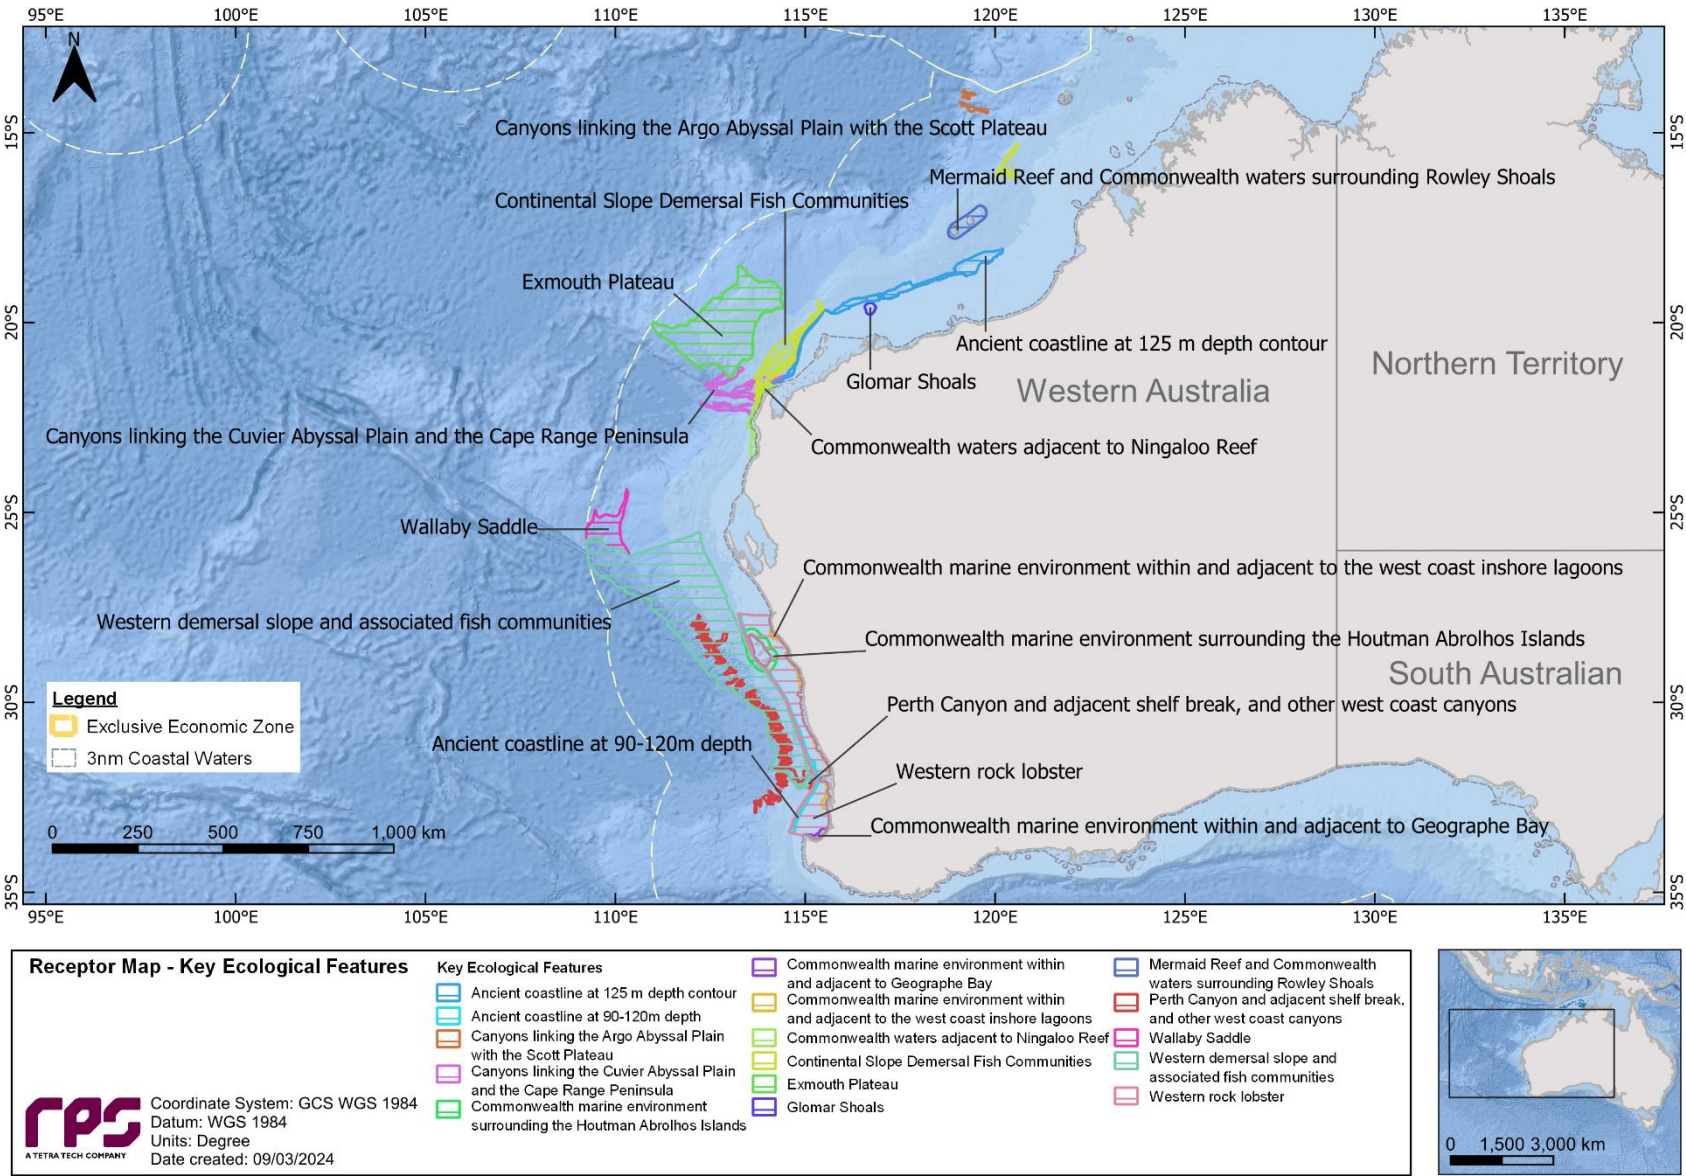 95°E 100°E 105°E 110°E 115°E 120°E 125°E 130°E 135°E
N
15°S 15°S
Canyons linking the Argo Abyssal Plain with the Scott Plateau
Mermaid Reef and Commonwealth waters surrounding Rowley Shoals
Continental Slope Demersal Fish Communities
Exmouth Plateau
20°S 20°S
Ancient coastline at 125 m depth contour
Northern Territory
Glomar Shoals
Western Australia
Canyons linking the Cuvier Abyssal Plain and the Cape Range Peninsula
Commonwealth waters adjacent to Ningaloo Reef
25°S 25°S
Wallaby Saddle
Commonwealth marine environment within and adjacent to the west coast inshore lagoons
Western demersal slope and associated fish communities
Commonwealth marine environment surrounding the Houtman Abrolhos Islands
South Australian
30°S 30°S
Legend
Exclusive Economic Zone
3nm Coastal Waters
Perth Canyon and adjacent shelf break, and other west coast canyons
Ancient coastline at 90-120m depth
Western rock lobster
Commonwealth marine environment within and adjacent to Geographe Bay
0 250 500 750 1,000 km
35°S 35°S
95°E 100°E 105°E 110°E 115°E 120°E 125°E 130°E 135°E
Receptor Map - Key Ecological Features
Key Ecological Features
Ancient coastline at 125 m depth contour
Ancient coastline at 90-120m depth
Canyons linking the Argo Abyssal Plain
with the Scott Plateau
Canyons linking the Cuvier Abyssal Plain
and the Cape Range Peninsula
Commonwealth marine environment
surrounding the Houtman Abrolhos Islands
Commonwealth marine environment within
and adjacent to Geographe Bay
Commonwealth marine environment within
and adjacent to the west coast inshore lagoons
Commonwealth waters adjacent to Ningaloo Reef
Continental Slope Demersal Fish Communities
Exmouth Plateau
Glomar Shoals
Mermaid Reef and Commonwealth
waters surrounding Rowley Shoals
Perth Canyon and adjacent shelf break,
and other west coast canyons
Wallaby Saddle
Western demersal slope and
associated fish communities
Western rock lobster
rps
A TETRA TECH COMPANY
Coordinate System: GCS WGS 1984
Datum: WGS 1984
Units: Degree
Date created: 09/03/2024
0 1,500 3,000 km